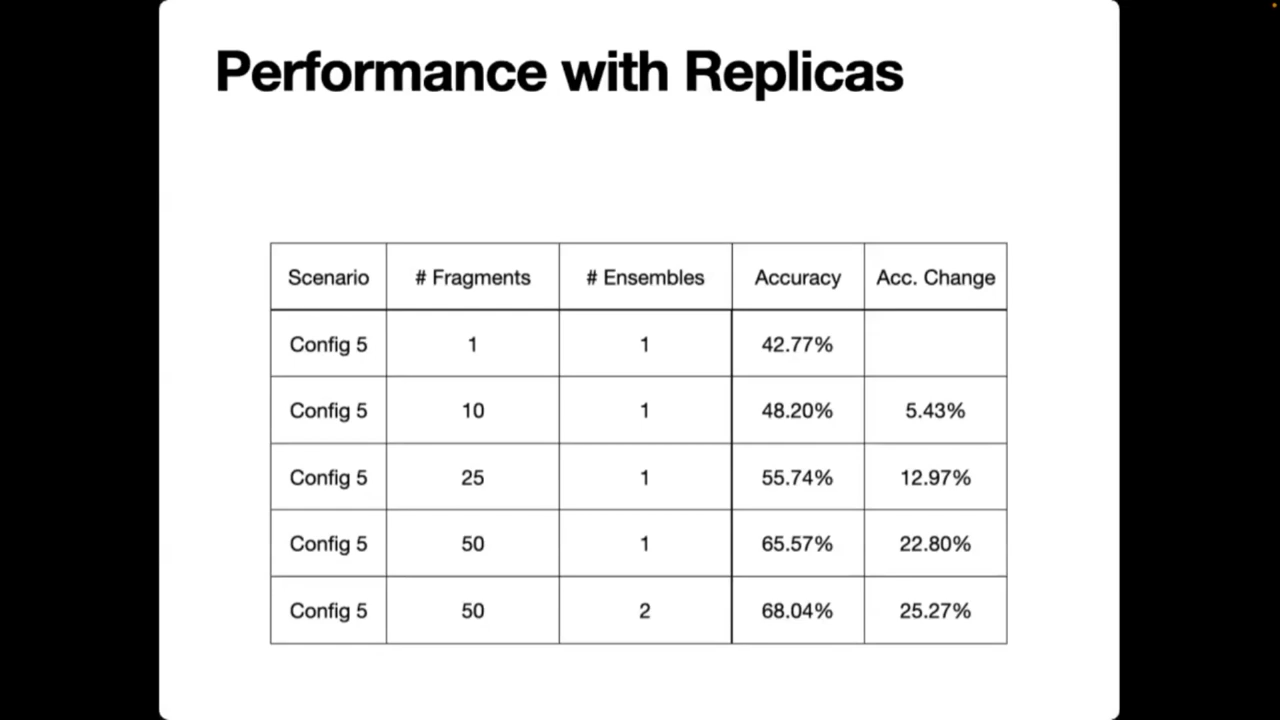 Performance with Replicas
Scenario # Fragments # Ensembles Accuracy Acc. Change
Config 5 1 1 42.77%
Config 5 10 1 48.20% 5.43%
Config 5 25 1 55.74% 12.97%
Config 5 50 1 65.57% 22.80%
Config 5 50 2 68.04% 25.27%